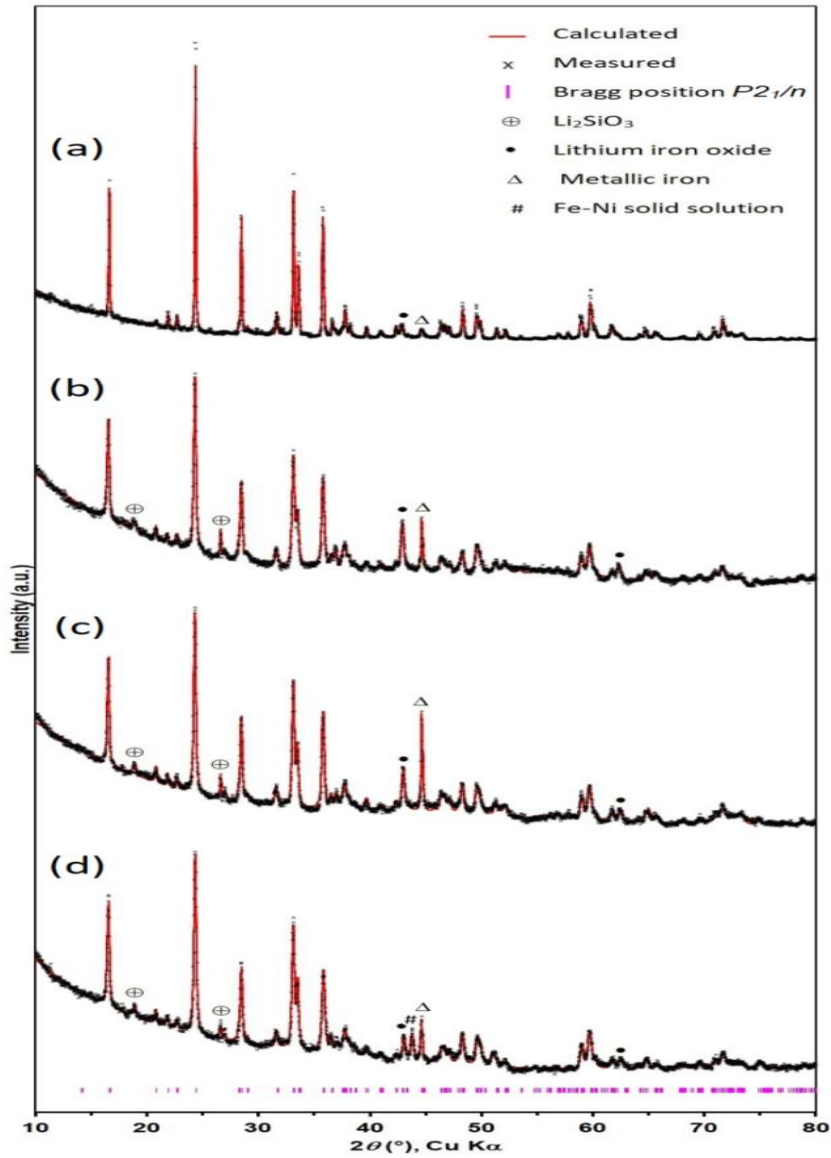 Calculated
x Measured
Bragg position P2₁/n
⊕ Li₂SiO₃
(a)
• Lithium iron oxide
Δ Metallic iron
# Fe-Ni solid solution
• Δ
(b)
⊕ ⊕ • Δ •
Intensity (a.u.)
(c)
⊕ ⊕ • Δ •
(d)
⊕ ⊕ • # Δ •
10 20 30 40 50 60 70 80
2θ (°), Cu Kα